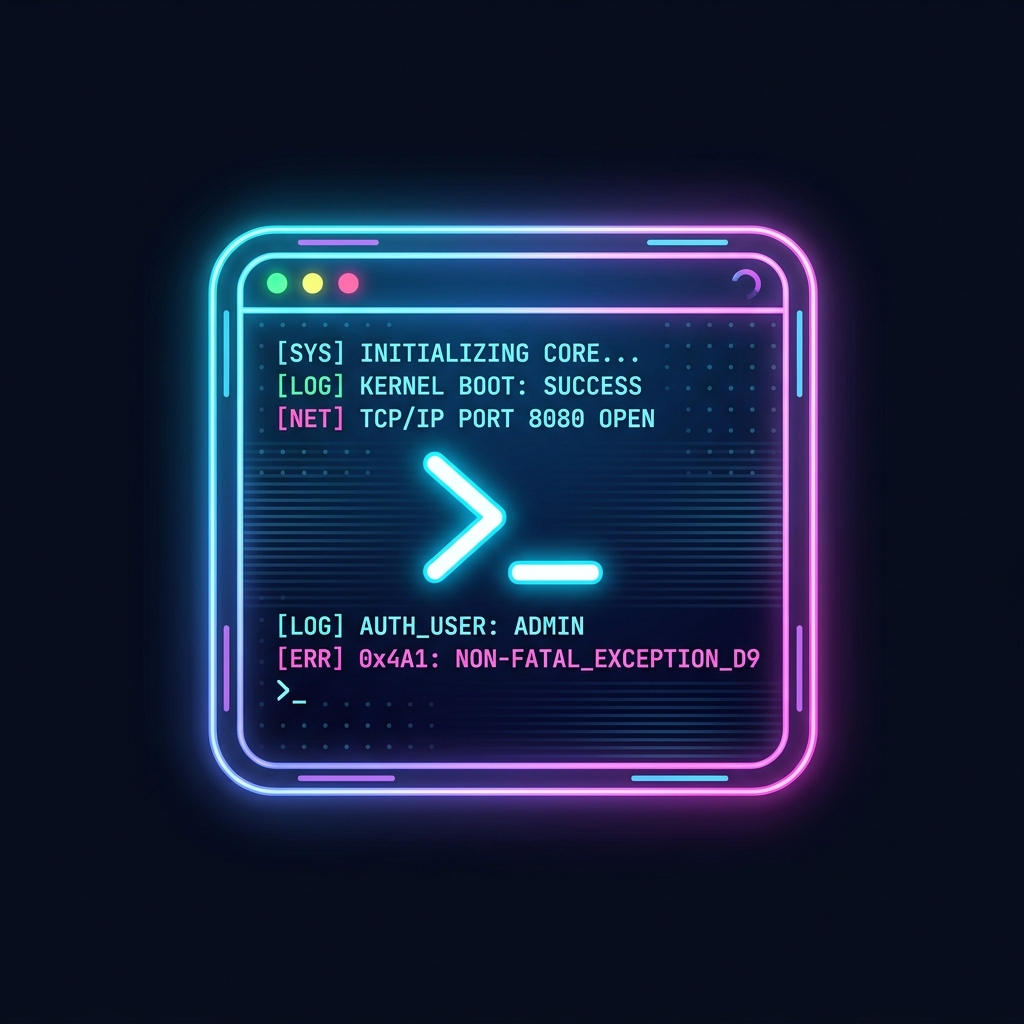 [SYS] INITIALIZING CORE...
[LOG] KERNEL BOOT: SUCCESS
[NET] TCP/IP PORT 8080 OPEN
>_
[LOG] AUTH_USER: ADMIN
[ERR] 0x4A1: NON-FATAL_EXCEPTION_D9
>_